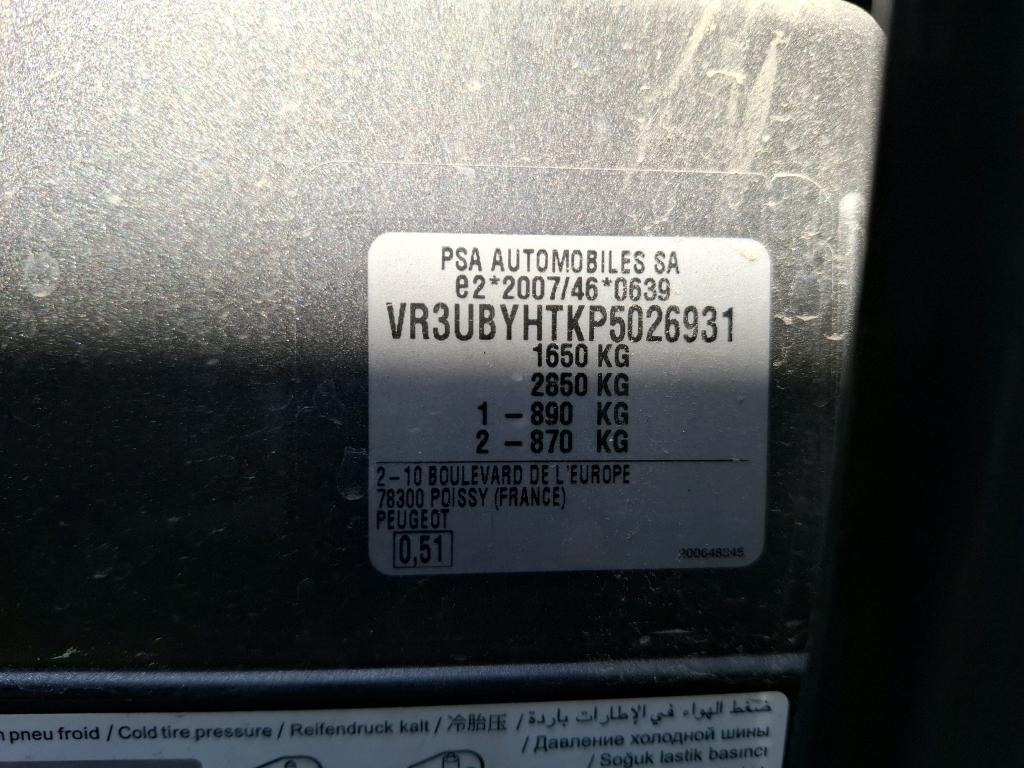 PSA AUTOMOBILES SA
e2*2007/46*0639
VR3UBYHTKP5026931
1650 KG
2850 KG
1 – 890 KG
2 – 870 KG
2–10 BOULEVARD DE L'EUROPE
78300 POISSY (FRANCE)
PEUGEOT
0,51
200648345
pneu froid / Cold tire pressure / Reifendruck kalt / 冷胎压 / ضغط الهواء في الإطارات باردة
/ Давление холодной шины
/ Soğuk lastik basıncı